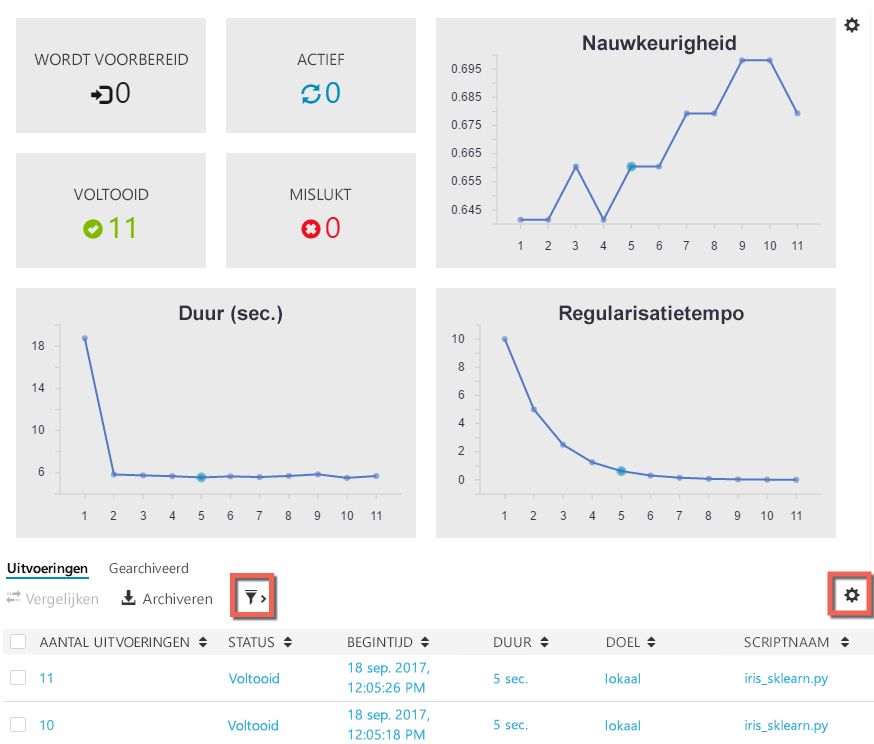 WORDT VOORBEREID
0
ACTIEF
0
VOLTOOID
11
MISLUKT
0
Nauwkeurigheid
0.695
0.685
0.675
0.665
0.655
0.645
1 2 3 4 5 6 7 8 9 10 11
Duur (sec.)
18
14
10
6
1 2 3 4 5 6 7 8 9 10 11
Regularisatietempo
10
8
6
4
2
0
1 2 3 4 5 6 7 8 9 10 11
Uitvoeringen Gearchiveerd
Vergelijken Archiveren
AANTAL UITVOERINGEN STATUS BEGINTIJD DUUR DOEL SCRIPTNAAM
11 Voltooid 18 sep. 2017, 12:05:26 PM 5 sec. lokaal iris_sklearn.py
10 Voltooid 18 sep. 2017, 12:05:18 PM 5 sec. lokaal iris_sklearn.py